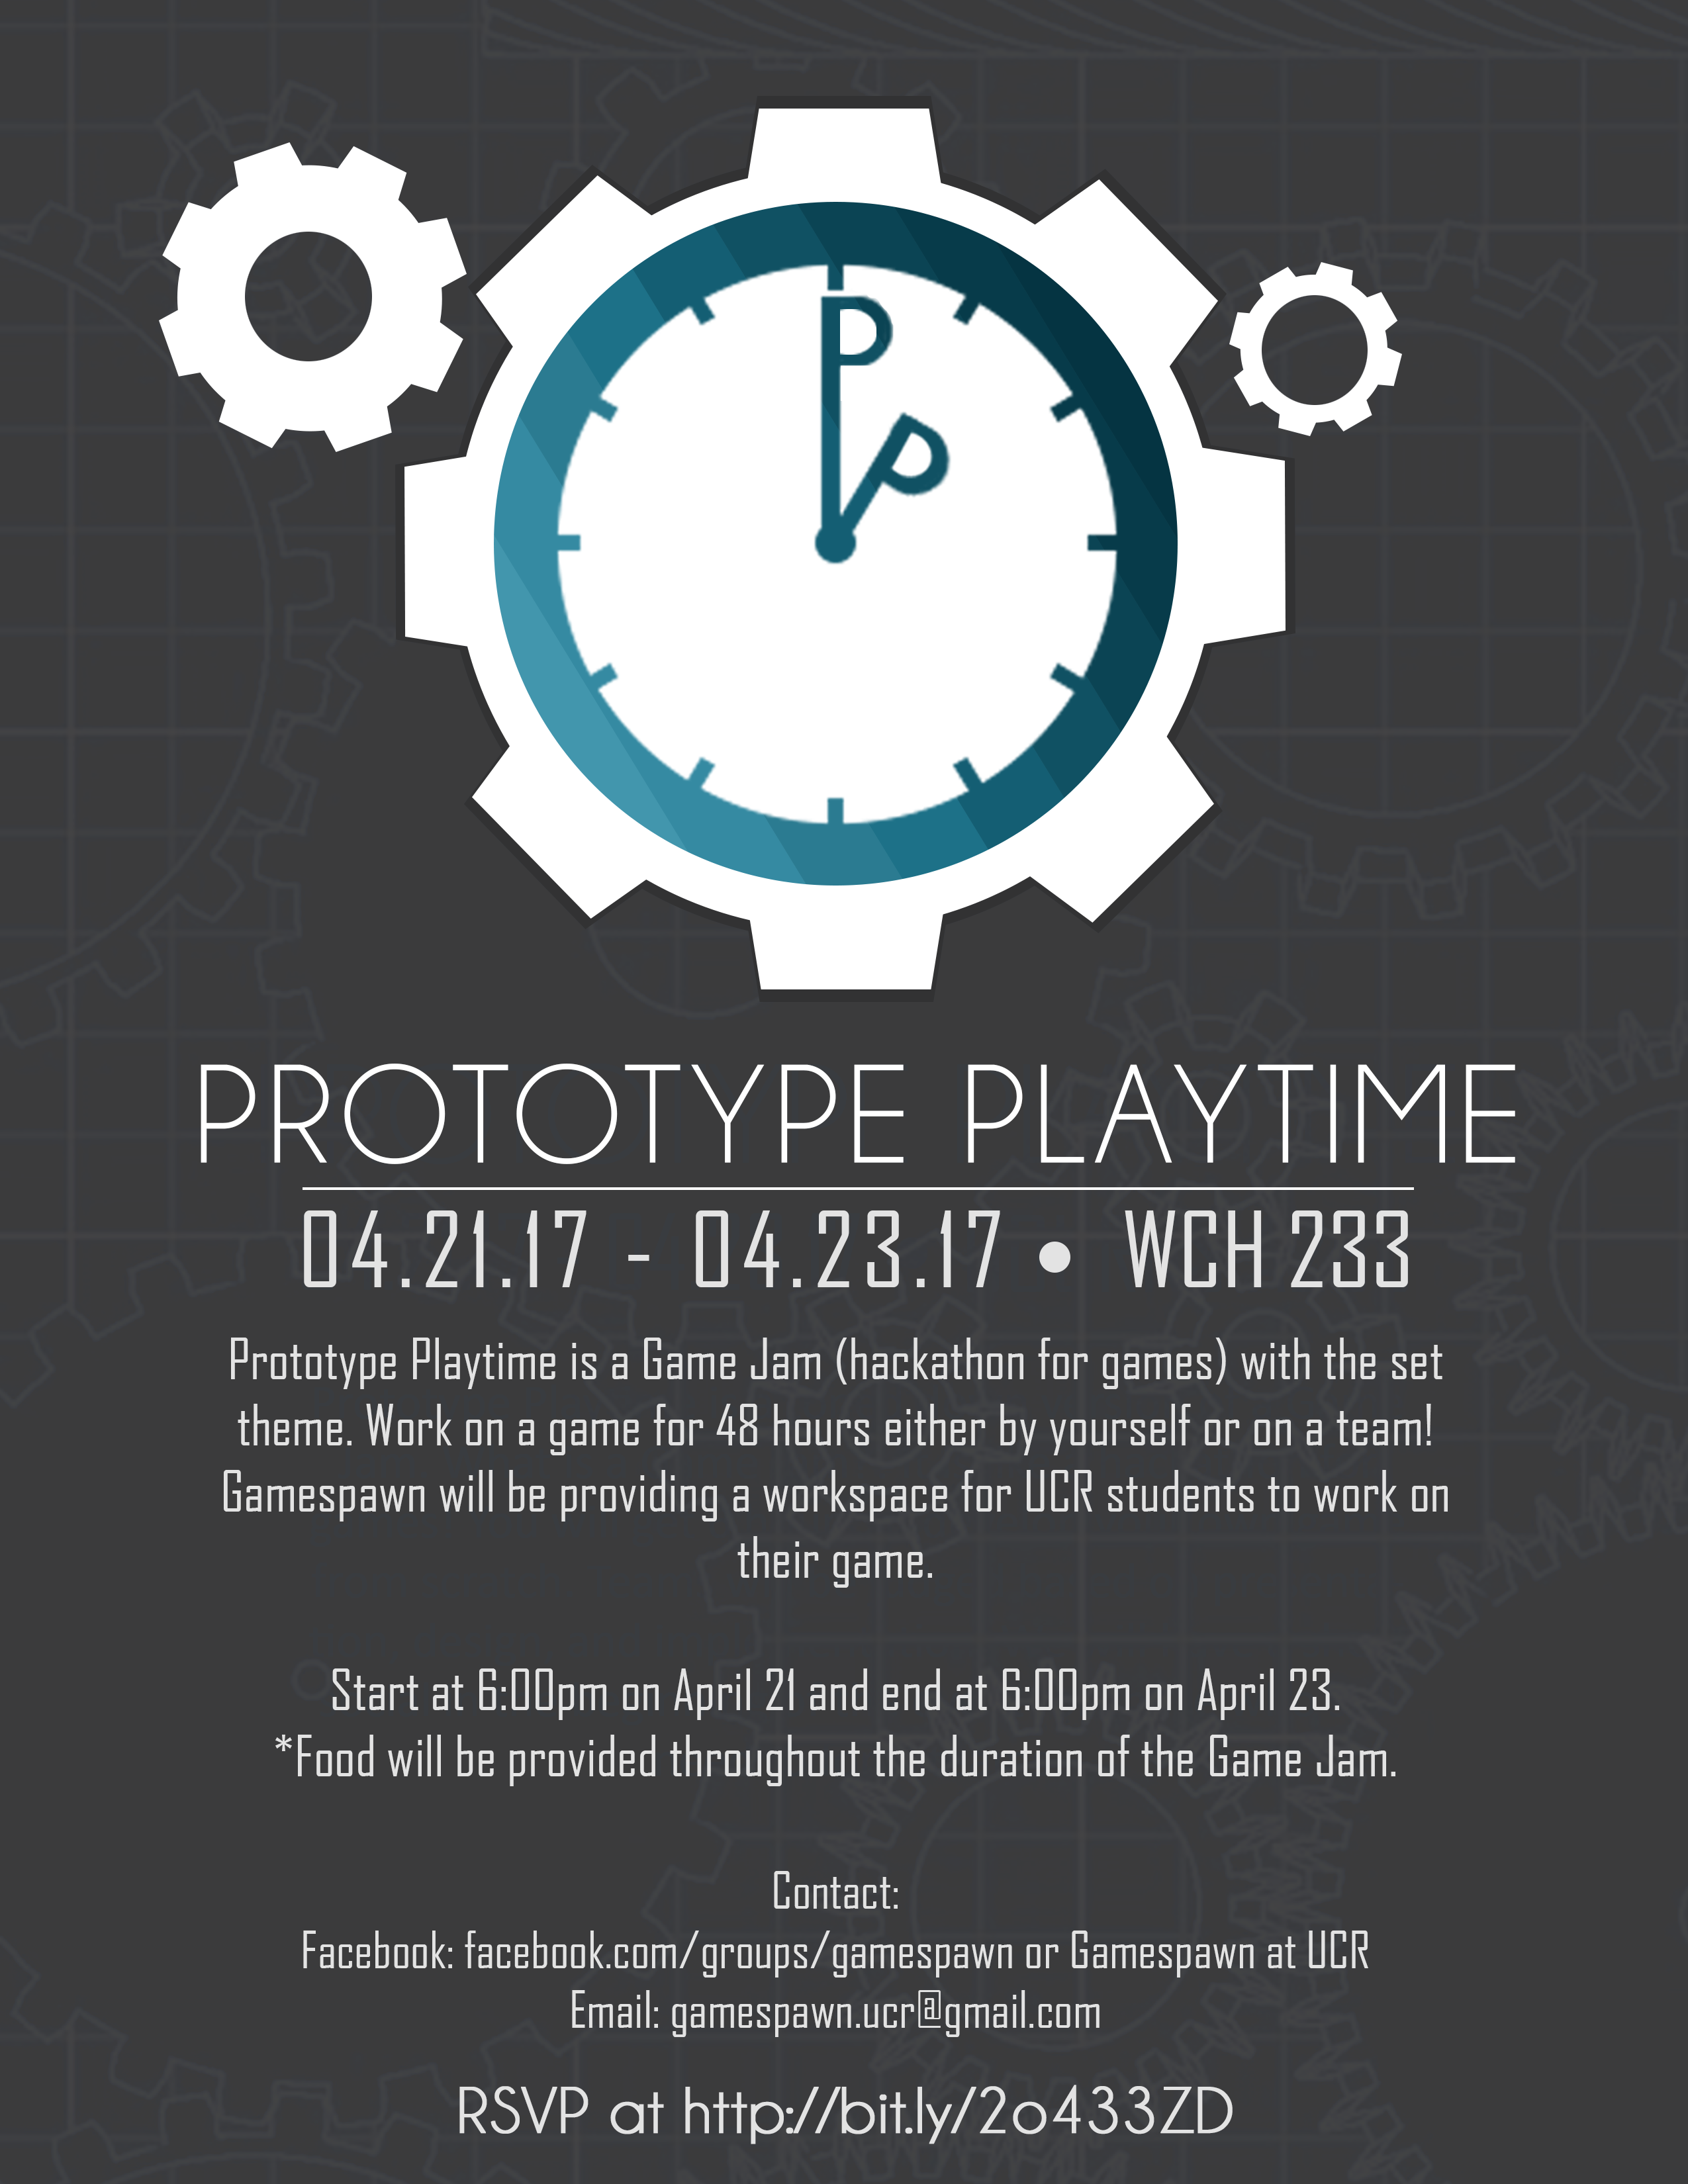 P
P
PROTOTYPE PLAYTIME
04.21.17 - 04.23.17 • WCH 233
Prototype Playtime is a Game Jam (hackathon for games) with the set
theme. Work on a game for 48 hours either by yourself or on a team!
Gamespawn will be providing a workspace for UCR students to work on
their game.
Start at 6:00pm on April 21 and end at 6:00pm on April 23.
*Food will be provided throughout the duration of the Game Jam.
Contact:
Facebook: facebook.com/groups/gamespawn or Gamespawn at UCR
Email: gamespawn.ucr@gmail.com
RSVP at http://bit.ly/2o433ZD